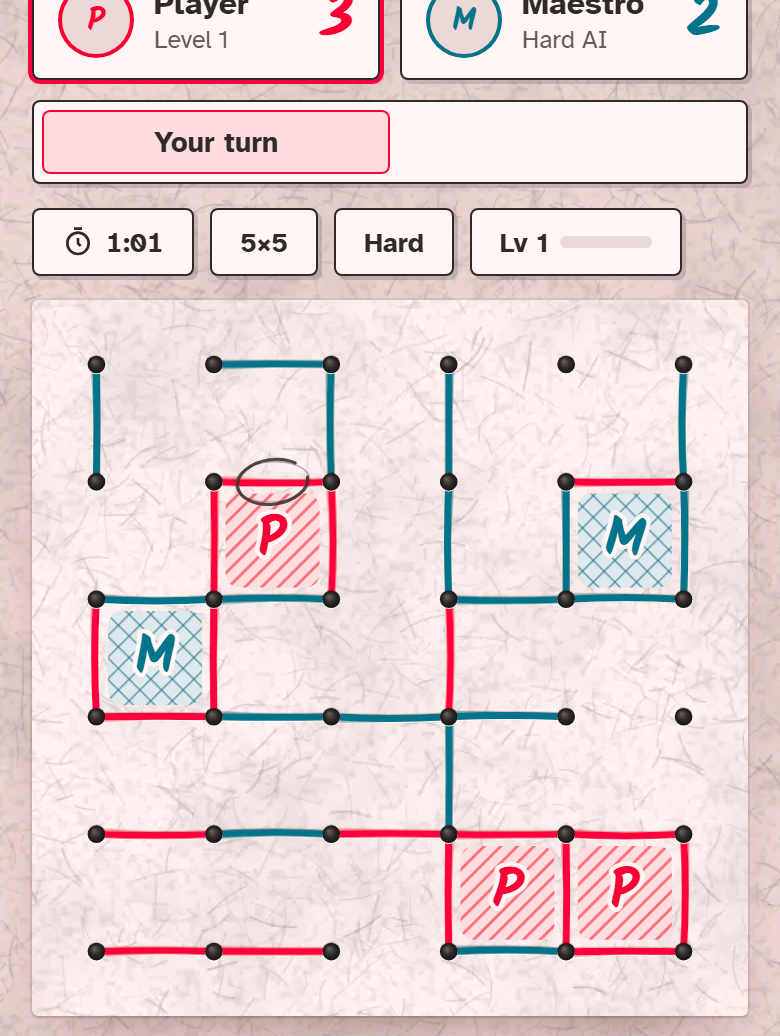 Player
P
3
Level 1
Maestro
M
2
Hard AI
Your turn
1:01
5×5
Hard
Lv 1
P
M
M
P
P